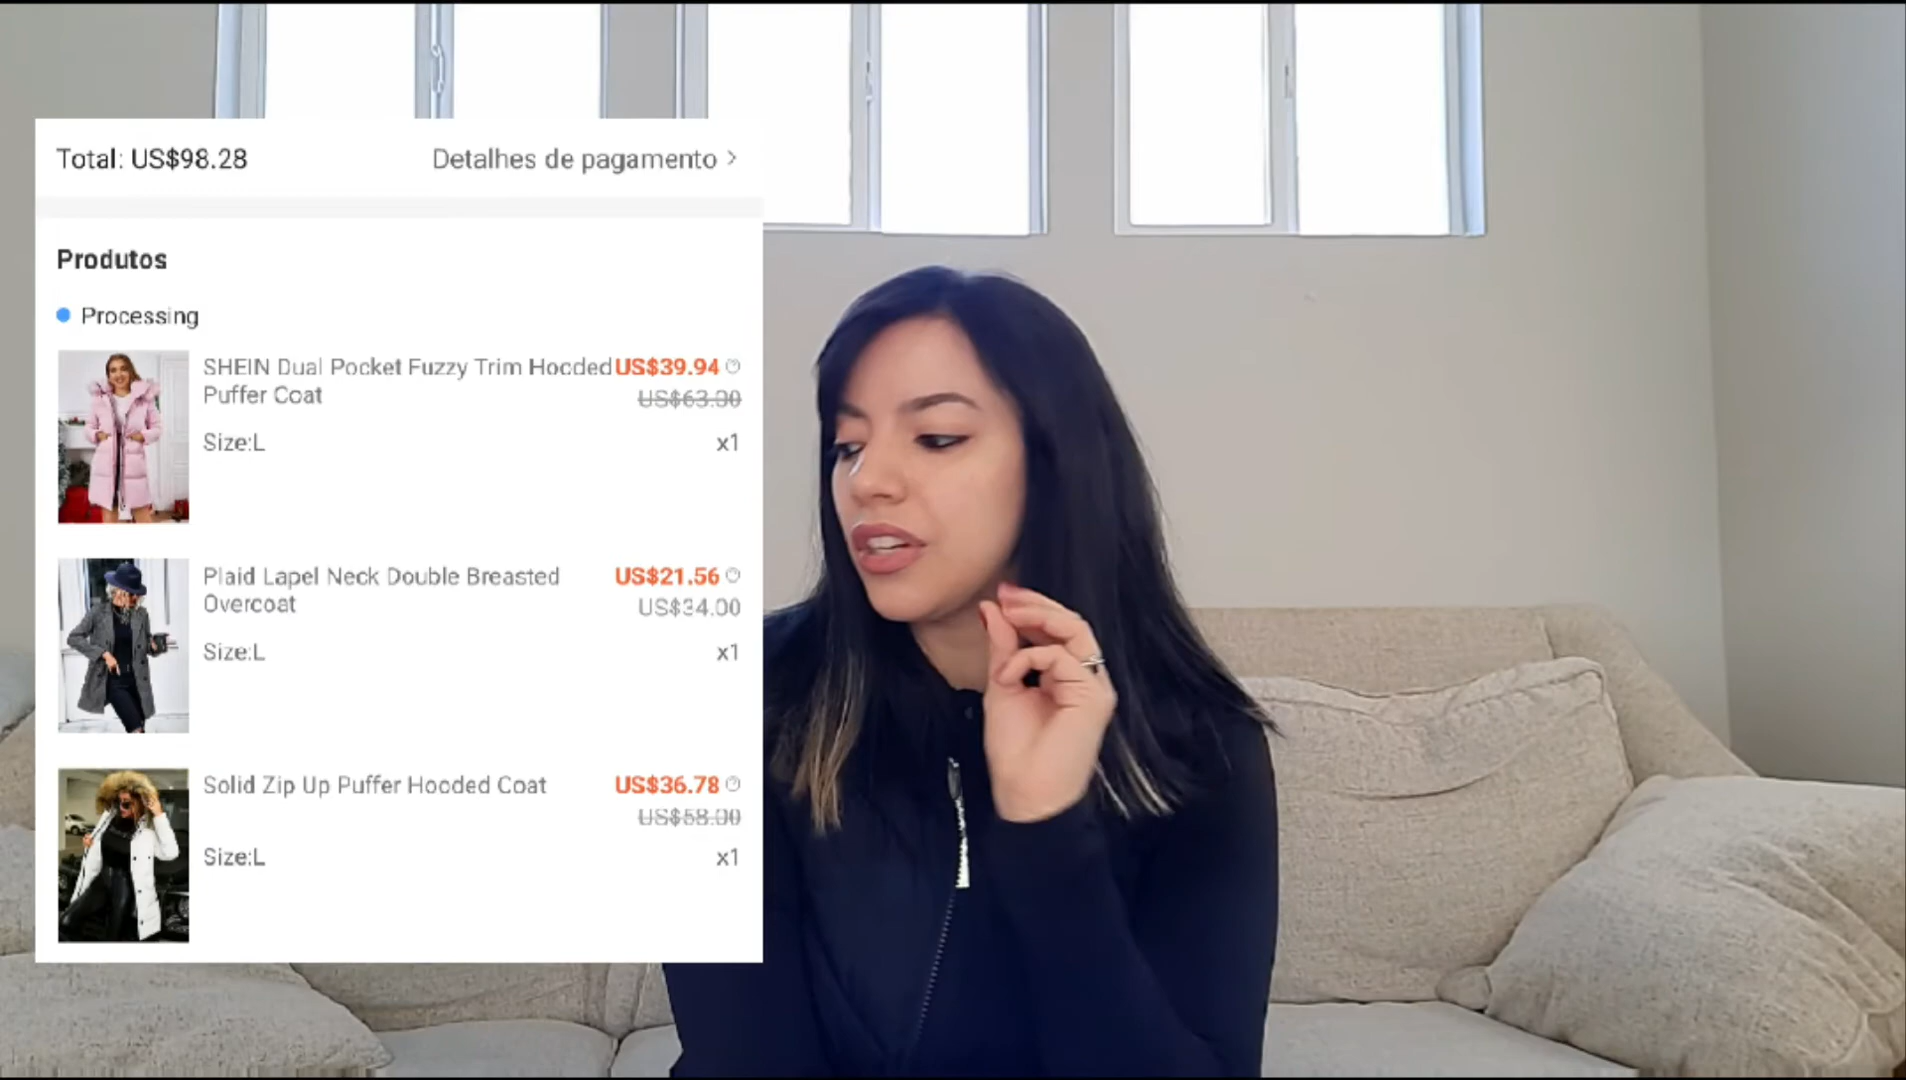 Total: US$98.28
Detalhes de pagamento >
Produtos
Processing
SHEIN Dual Pocket Fuzzy Trim Hooded US$39.94
Puffer Coat US$63.00
Size:L x1
Plaid Lapel Neck Double Breasted US$21.56
Overcoat US$34.00
Size:L x1
Solid Zip Up Puffer Hooded Coat US$36.78
US$58.00
Size:L x1